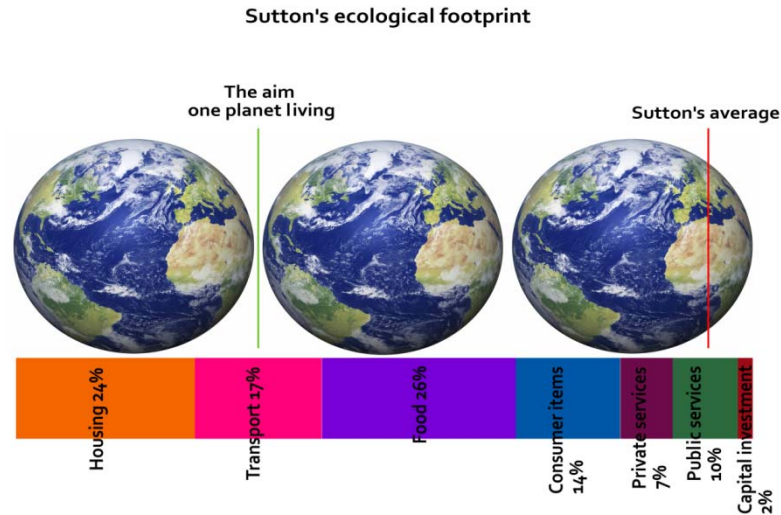 Sutton's ecological footprint
The aim
one planet living
Sutton's average
Housing 24%
Transport 17%
Food 26%
Consumer items
14%
Private services
7%
Public services
10%
Capital investment
2%